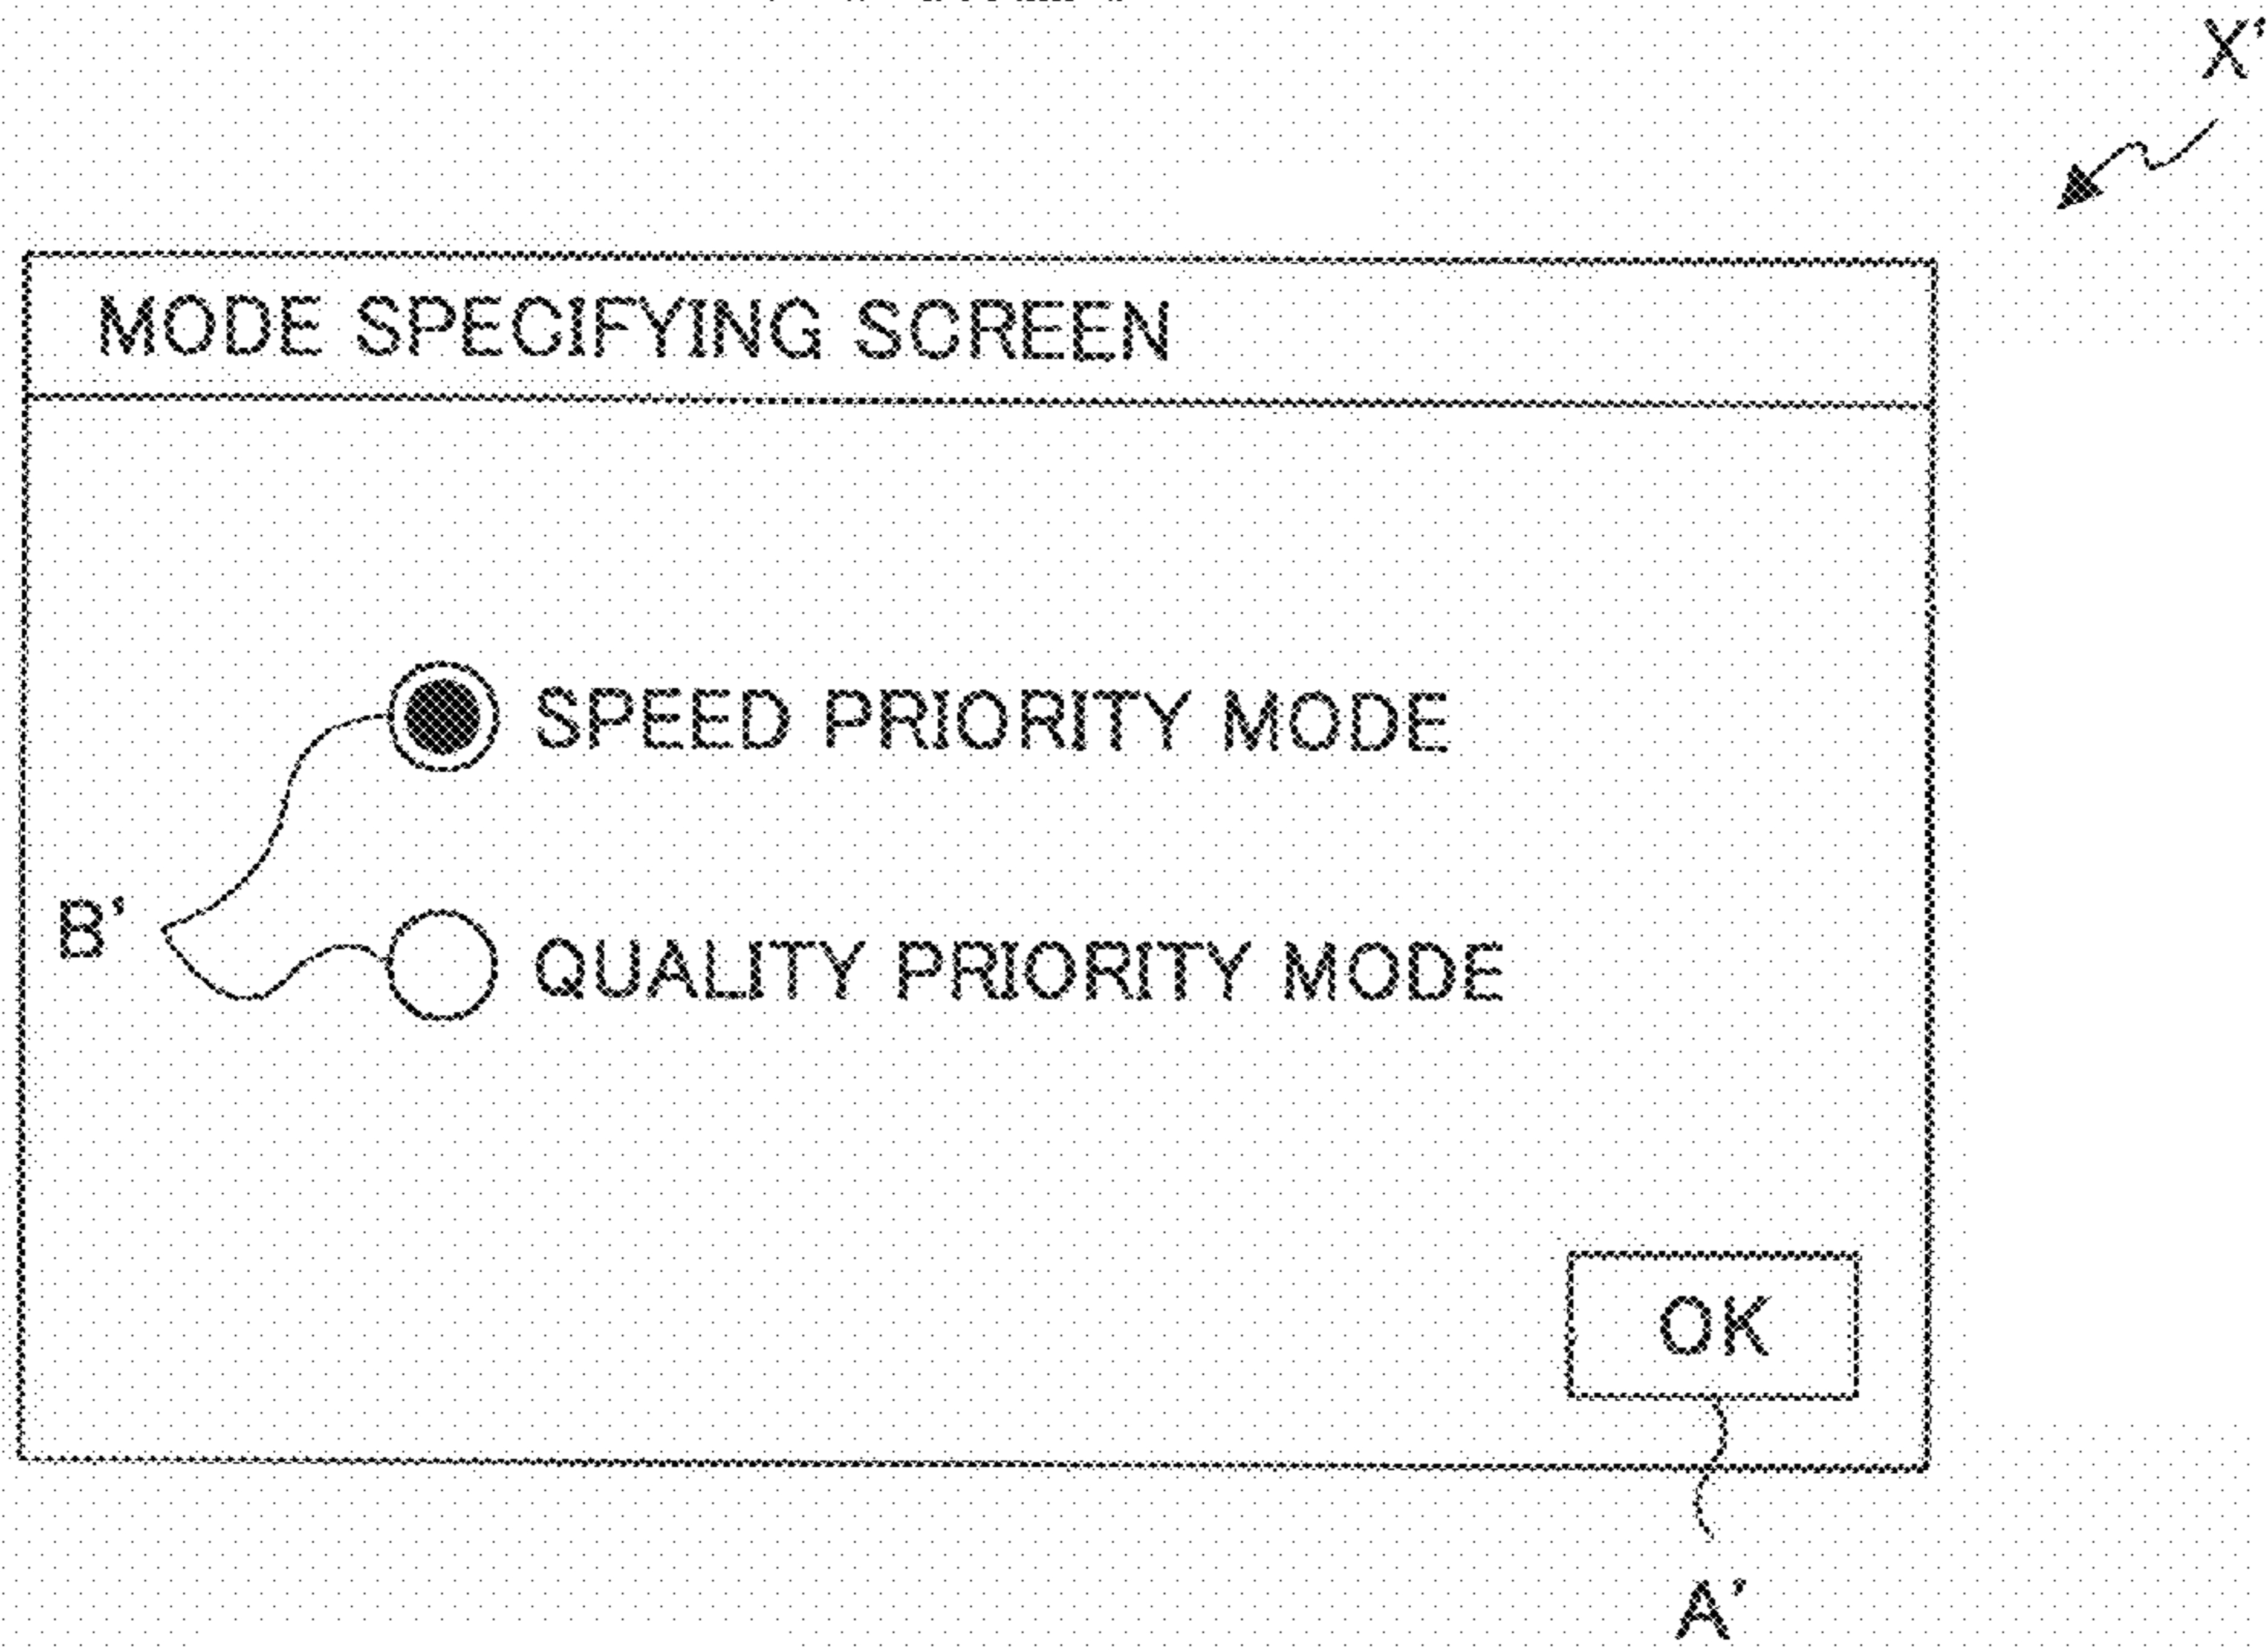 X'
MODE SPECIFYING SCREEN
SPEED PRIORITY MODE
B'
QUALITY PRIORITY MODE
OK
A'